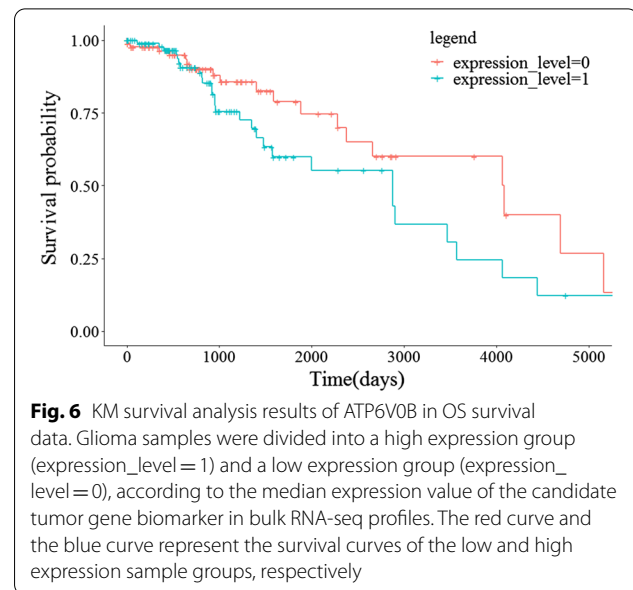 legend
expression_level=0
expression_level=1
1.00
0.75
0.50
0.25
0.00
Survival probability
0 1000 2000 3000 4000 5000
Time(days)
Fig. 6 KM survival analysis results of ATP6V0B in OS survival
data. Glioma samples were divided into a high expression group
(expression_level = 1) and a low expression group (expression_
level = 0), according to the median expression value of the candidate
tumor gene biomarker in bulk RNA-seq profiles. The red curve and
the blue curve represent the survival curves of the low and high
expression sample groups, respectively